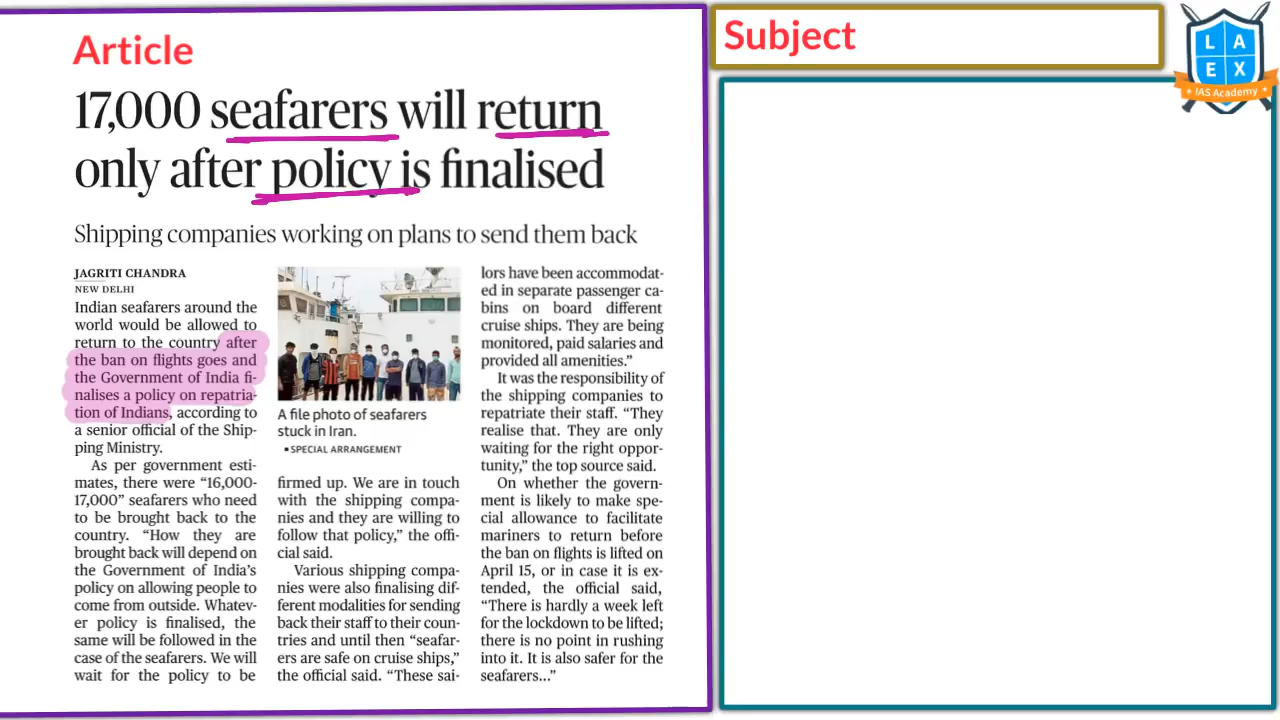 Article
17,000 seafarers will return
only after policy is finalised
Shipping companies working on plans to send them back
JAGRITI CHANDRA
NEW DELHI
Indian seafarers around the
world would be allowed to
return to the country after
the ban on flights goes and
the Government of India fi-
nalises a policy on repatria-
tion of Indians, according to
a senior official of the Ship-
ping Ministry.
As per government esti-
mates, there were “16,000-
17,000” seafarers who need
to be brought back to the
country. “How they are
brought back will depend on
the Government of India’s
policy on allowing people to
come from outside. Whatev-
er policy is finalised, the
same will be followed in the
case of the seafarers. We will
wait for the policy to be
A file photo of seafarers
stuck in Iran.
▪ SPECIAL ARRANGEMENT
firmed up. We are in touch
with the shipping compa-
nies and they are willing to
follow that policy,” the offi-
cial said.
Various shipping compa-
nies were also finalising dif-
ferent modalities for sending
back their staff to their coun-
tries and until then “seafar-
ers are safe on cruise ships,”
the official said. “These sai-
lors have been accommodat-
ed in separate passenger ca-
bins on board different
cruise ships. They are being
monitored, paid salaries and
provided all amenities.”
It was the responsibility of
the shipping companies to
repatriate their staff. “They
realise that. They are only
waiting for the right oppor-
tunity,” the top source said.
On whether the govern-
ment is likely to make spe-
cial allowance to facilitate
mariners to return before
the ban on flights is lifted on
April 15, or in case it is ex-
tended, the official said,
“There is hardly a week left
for the lockdown to be lifted;
there is no point in rushing
into it. It is also safer for the
seafarers...”
Subject
L A
E X
IAS Academy